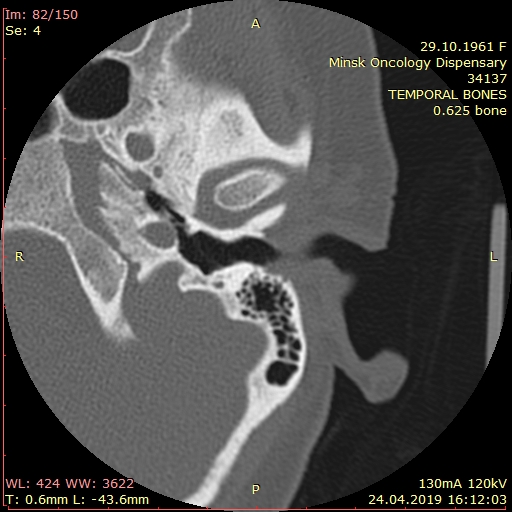 Im: 82/150
Se: 4
A
29.10.1961 F
Minsk Oncology Dispensary
34137
TEMPORAL BONES
0.625 bone
R
L
WL: 424 WW: 3622
T: 0.6mm L: -43.6mm
P
130mA 120kV
24.04.2019 16:12:03